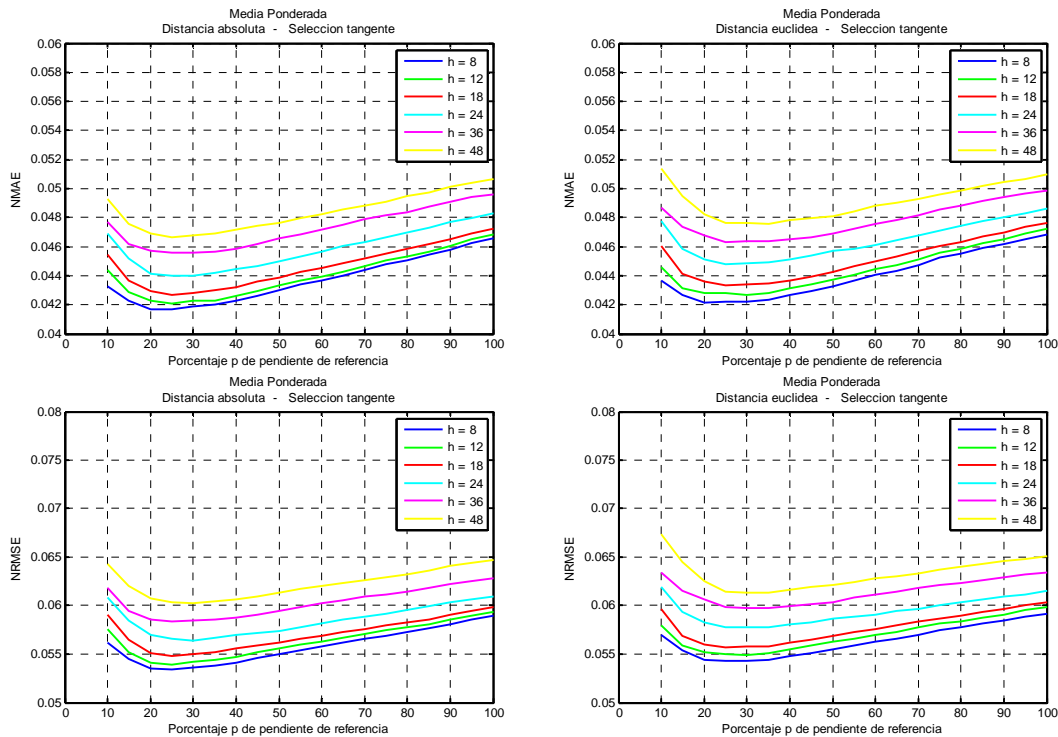 Media Ponderada
Distancia absoluta - Seleccion tangente
0.06
0.058
0.056
0.054
0.052
0.05
0.048
0.046
0.044
0.042
0.04
NMAE
h = 8
h = 12
h = 18
h = 24
h = 36
h = 48
0 10 20 30 40 50 60 70 80 90 100
Porcentaje p de pendiente de referencia
Media Ponderada
Distancia euclidea - Seleccion tangente
0.06
0.058
0.056
0.054
0.052
0.05
0.048
0.046
0.044
0.042
0.04
NMAE
h = 8
h = 12
h = 18
h = 24
h = 36
h = 48
0 10 20 30 40 50 60 70 80 90 100
Porcentaje p de pendiente de referencia
Media Ponderada
Distancia absoluta - Seleccion tangente
0.08
0.075
0.07
0.065
0.06
0.055
0.05
NRMSE
h = 8
h = 12
h = 18
h = 24
h = 36
h = 48
0 10 20 30 40 50 60 70 80 90 100
Porcentaje p de pendiente de referencia
Media Ponderada
Distancia euclidea - Seleccion tangente
0.08
0.075
0.07
0.065
0.06
0.055
0.05
NRMSE
h = 8
h = 12
h = 18
h = 24
h = 36
h = 48
0 10 20 30 40 50 60 70 80 90 100
Porcentaje p de pendiente de referencia